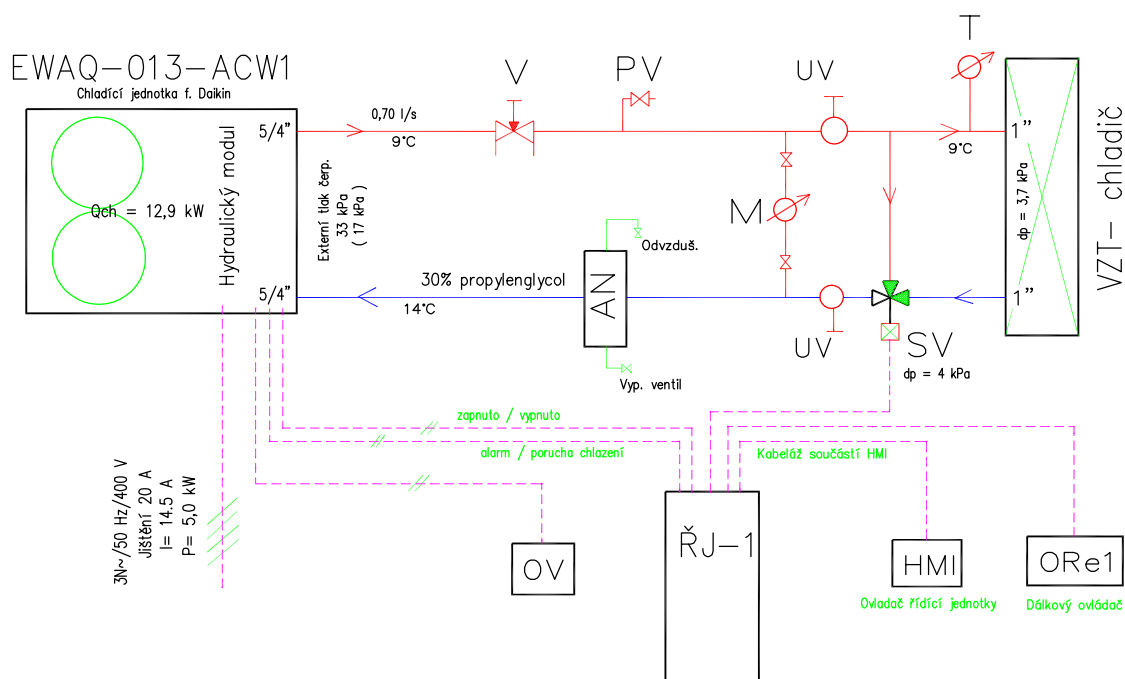 EWAQ-013-ACW1
Chladící jednotka f. Daikin
Qch = 12,9 kW
Hydraulický modul
5/4"
5/4"
Externí tlak čerp.
33 kPa
( 17 kPa )
0,70 l/s
9°C
V
PV
UV
T
9°C
1"
1"
dp = 3,7 kPa
VZT- chladič
M
Odvzduš.
AN
30% propylenglycol
14°C
Vyp. ventil
UV
SV
dp = 4 kPa
zapnuto / vypnuto
alarm / porucha chlazení
Kabeláž součástí HMI
3N~/50 Hz/400 V
Jištění 20 A
I= 14.5 A
P= 5,0 kW
OV
ŘJ-1
HMI
Ovladač řídící jednotky
ORe1
Dálkový ovládač